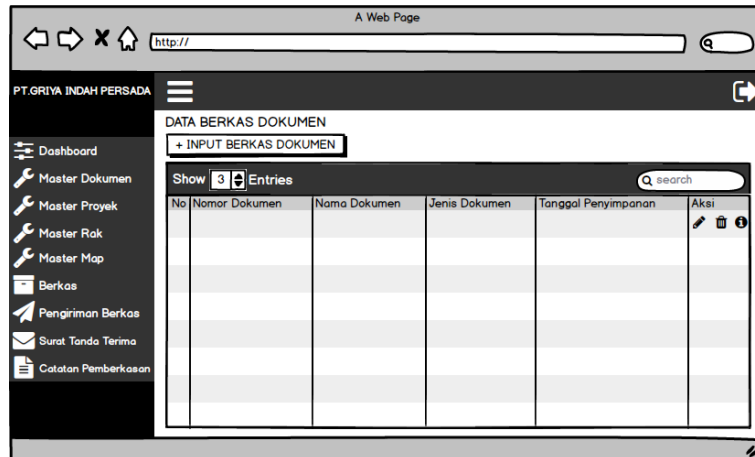 A Web Page
http://
PT.GRIYA INDAH PERSADA
Dashboard
Master Dokumen
Master Proyek
Master Rak
Master Map
Berkas
Pengiriman Berkas
Surat Tanda Terima
Catatan Pemberkasan
DATA BERKAS DOKUMEN
+ INPUT BERKAS DOKUMEN
Show 3 Entries search
No Nomor Dokumen Nama Dokumen Jenis Dokumen Tanggal Penyimpanan Aksi